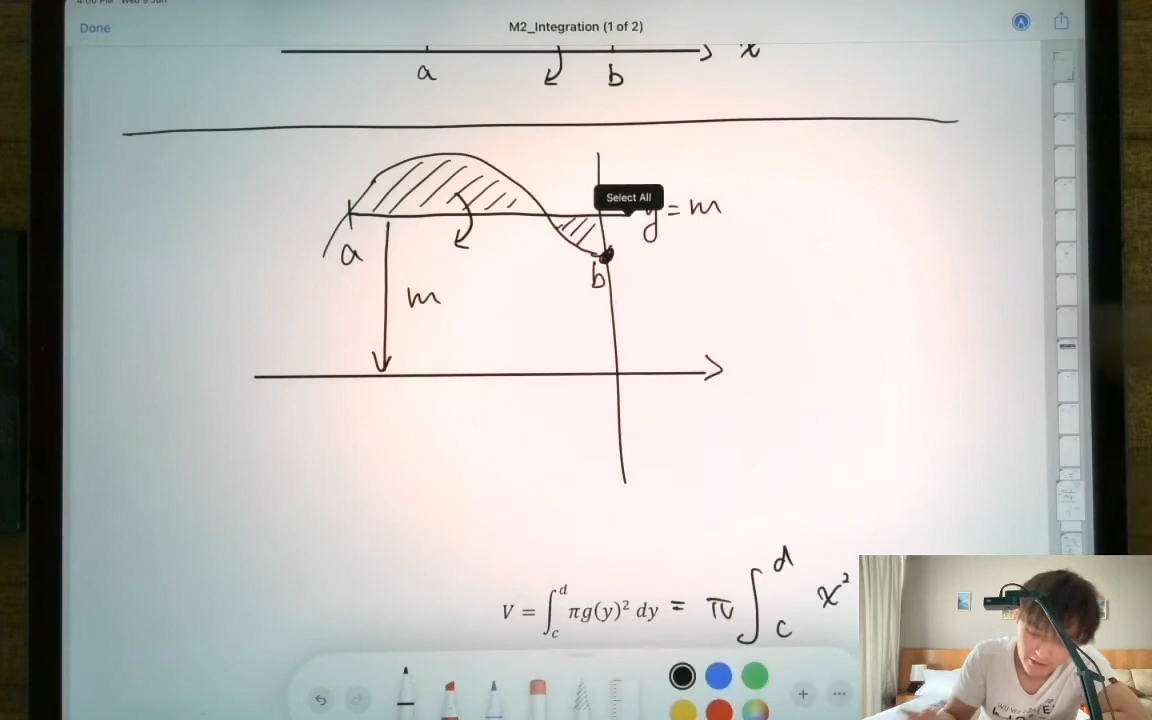 Done
M2_Integration (1 of 2)
x
a
b
Select All
y = m
a
b
m
V = ∫_c^d πg(y)² dy = π ∫_c^d x²